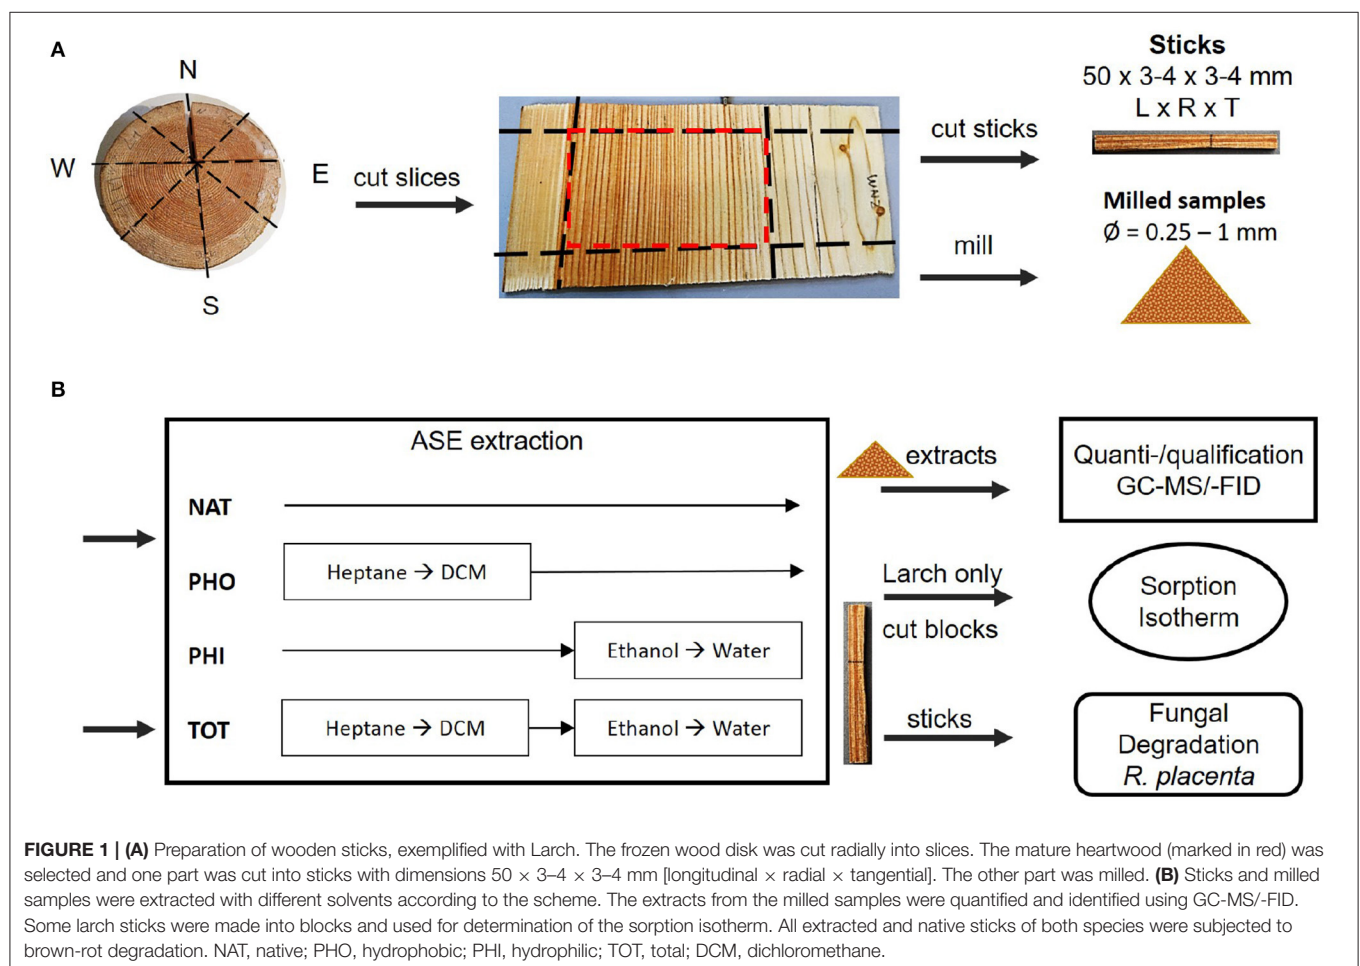 A
N
W
E
S
cut slices
WNZ
cut sticks
mill
Sticks
50 x 3-4 x 3-4 mm
L x R x T
Milled samples
Ø = 0.25 – 1 mm
B
ASE extraction
NAT
PHO
Heptane → DCM
PHI
Ethanol → Water
TOT
Heptane → DCM
Ethanol → Water
extracts
Larch only
cut blocks
sticks
Quanti-/qualification
GC-MS/-FID
Sorption
Isotherm
Fungal
Degradation
R. placenta
FIGURE 1 | (A) Preparation of wooden sticks, exemplified with Larch. The frozen wood disk was cut radially into slices. The mature heartwood (marked in red) was
selected and one part was cut into sticks with dimensions 50 × 3–4 × 3–4 mm [longitudinal × radial × tangential]. The other part was milled. (B) Sticks and milled
samples were extracted with different solvents according to the scheme. The extracts from the milled samples were quantified and identified using GC-MS/-FID.
Some larch sticks were made into blocks and used for determination of the sorption isotherm. All extracted and native sticks of both species were subjected to
brown-rot degradation. NAT, native; PHO, hydrophobic; PHI, hydrophilic; TOT, total; DCM, dichloromethane.